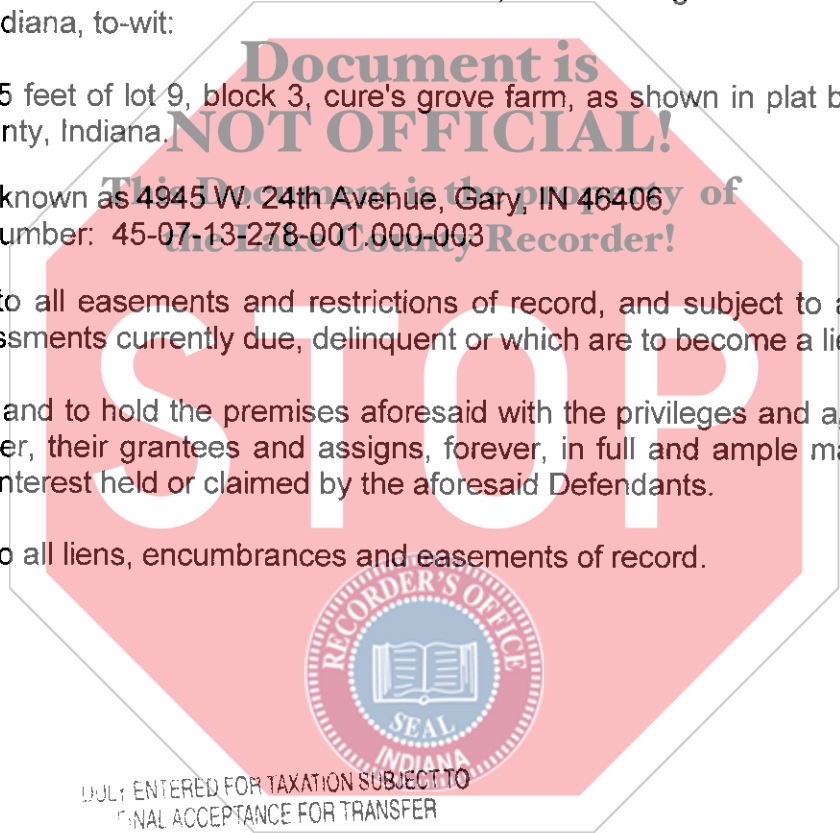 diana, to-wit:
Document is
5 feet of lot 9, block 3, cure's grove farm, as shown in plat b
nty, Indiana.
NOT OFFICIAL!
This Document is the property of
known as 4945 W. 24th Avenue, Gary, IN 46406
umber: 45-07-13-278-001.000-003
the Lake County Recorder!
to all easements and restrictions of record, and subject to a
ssments currently due, delinquent or which are to become a lie
STOP
and to hold the premises aforesaid with the privileges and a
er, their grantees and assigns, forever, in full and ample ma
nterest held or claimed by the aforesaid Defendants.
o all liens, encumbrances and easements of record.
RECORDER'S OFFICE
SEAL
INDIANA
DULY ENTERED FOR TAXATION SUBJECT TO
FINAL ACCEPTANCE FOR TRANSFER